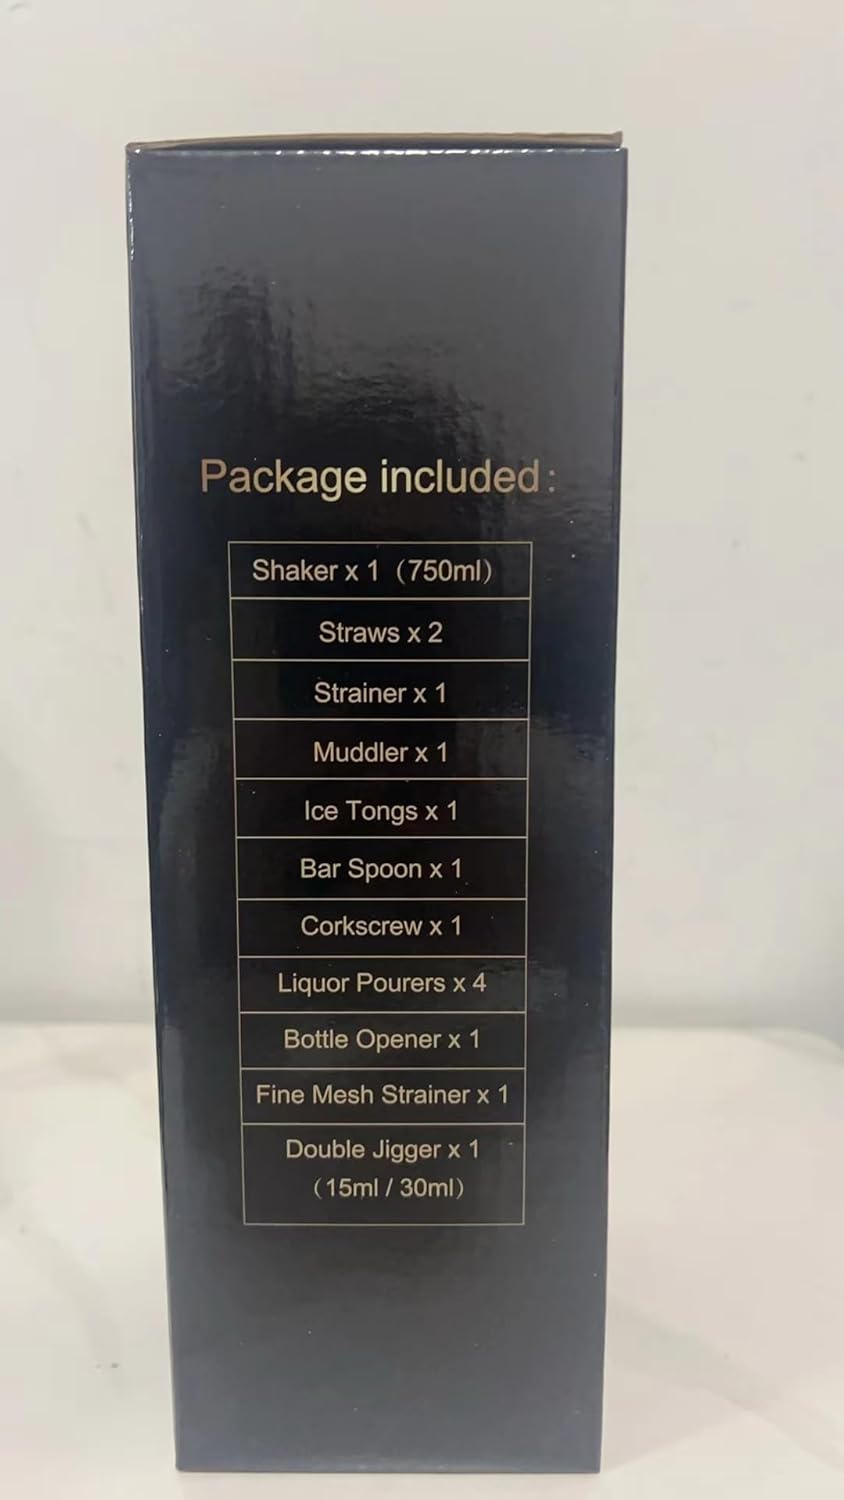 Package included:
Shaker x 1（750ml）
Straws x 2
Strainer x 1
Muddler x 1
Ice Tongs x 1
Bar Spoon x 1
Corkscrew x 1
Liquor Pourers x 4
Bottle Opener x 1
Fine Mesh Strainer x 1
Double Jigger x 1
（15ml / 30ml）